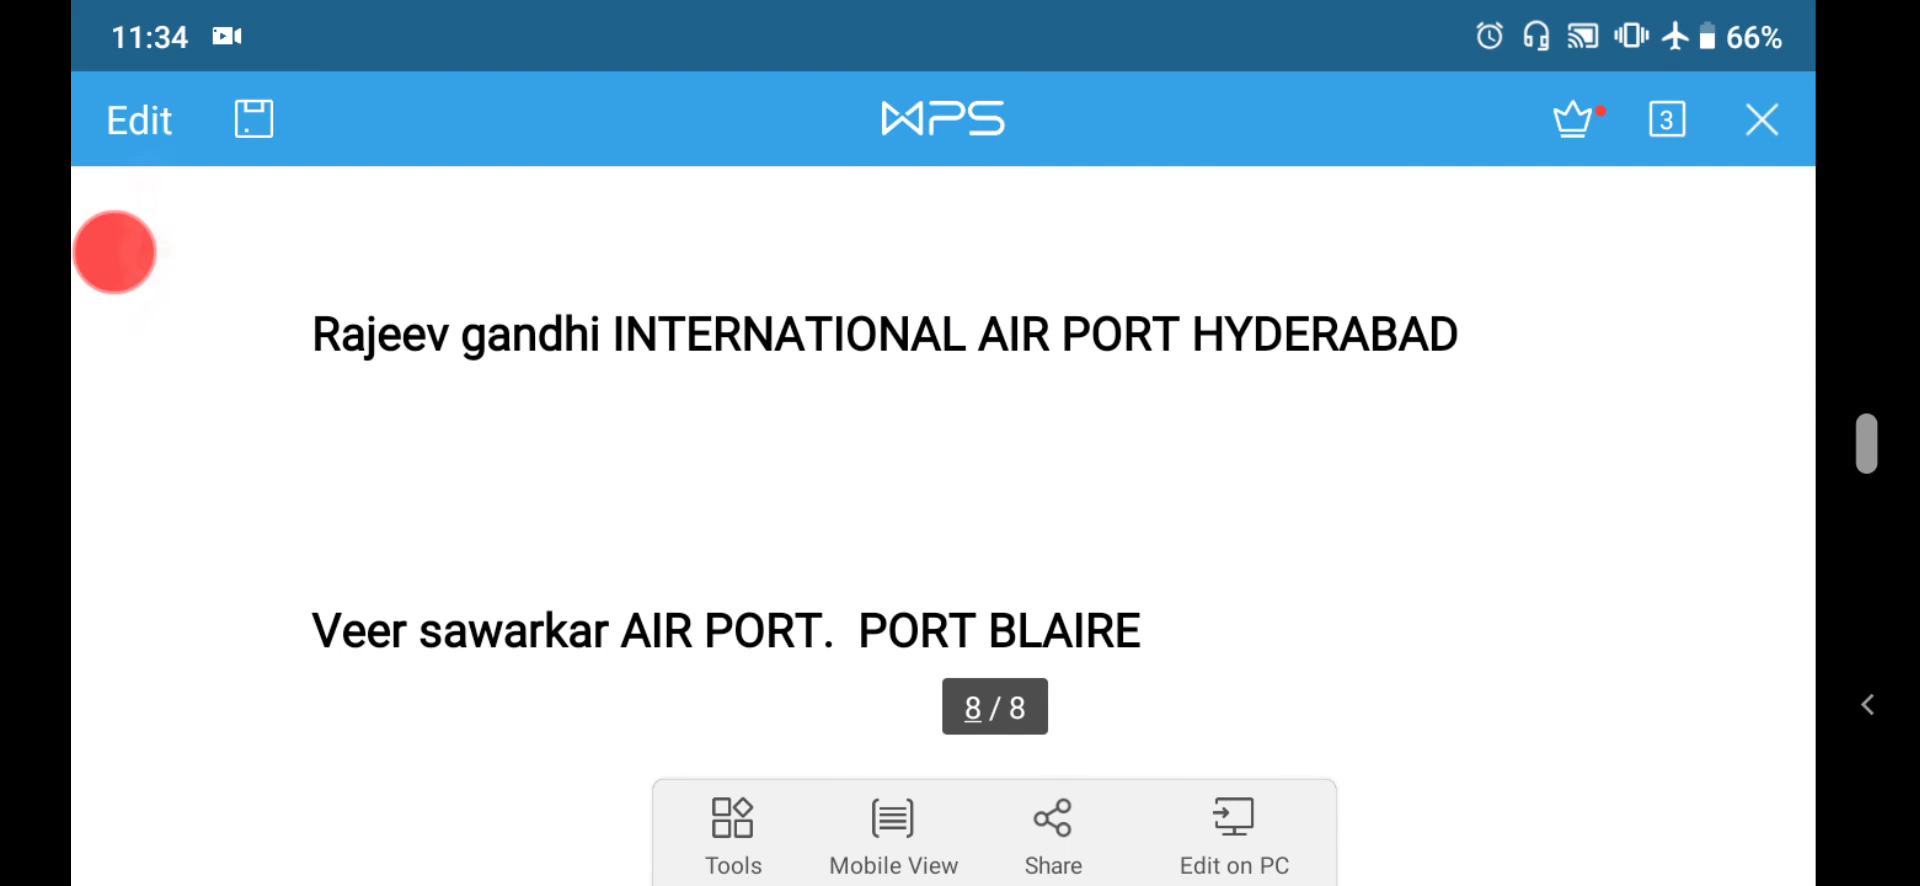 11:34
66%
Edit
WPS
3
Rajeev gandhi INTERNATIONAL AIR PORT HYDERABAD
Veer sawarkar AIR PORT.  PORT BLAIRE
8 / 8
Tools
Mobile View
Share
Edit on PC